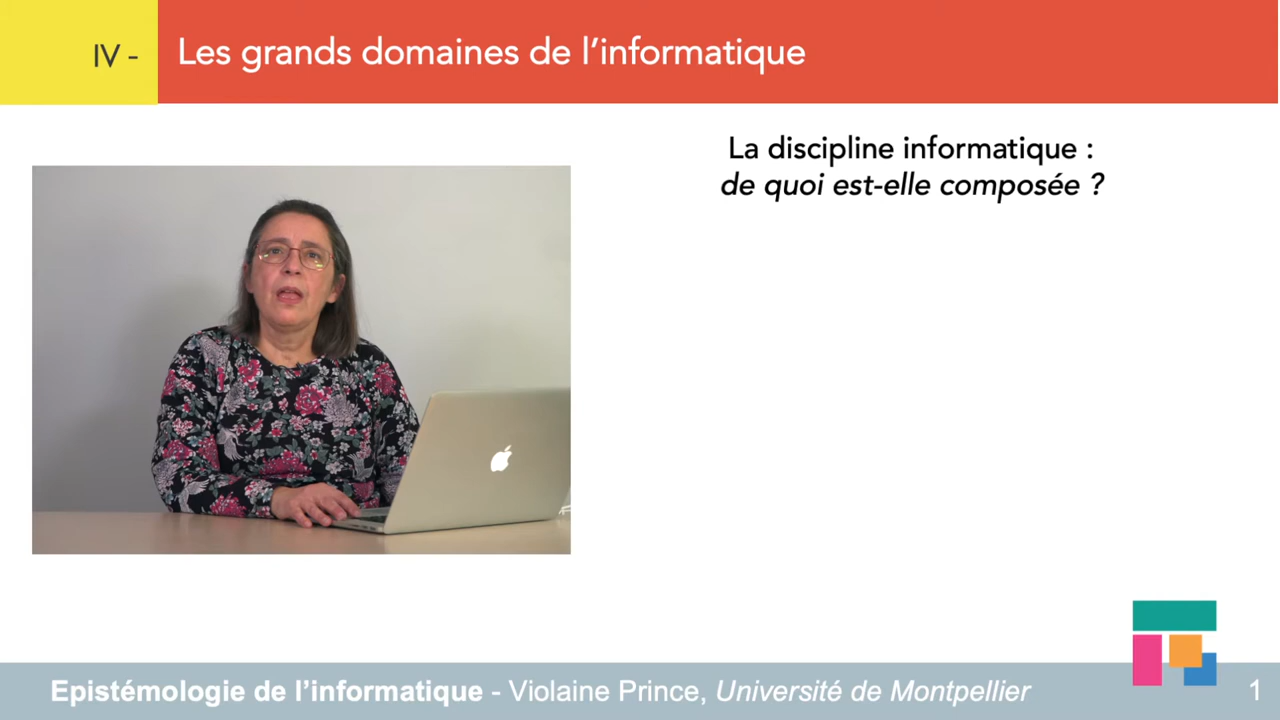 IV -
Les grands domaines de l’informatique
La discipline informatique :
de quoi est-elle composée ?
Epistémologie de l’informatique - Violaine Prince, Université de Montpellier
1